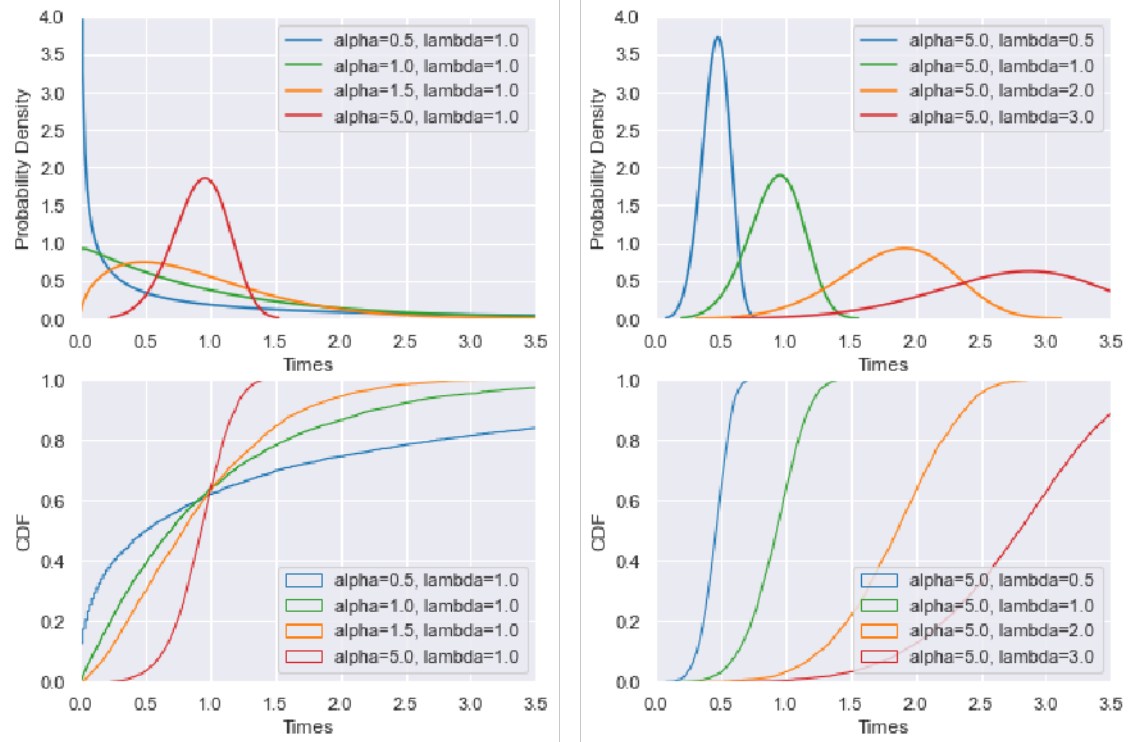 Probability Density
4.0
3.5
3.0
2.5
2.0
1.5
1.0
0.5
0.0
alpha=0.5, lambda=1.0
alpha=1.0, lambda=1.0
alpha=1.5, lambda=1.0
alpha=5.0, lambda=1.0
0.0 0.5 1.0 1.5 2.0 2.5 3.0 3.5
Times
Probability Density
4.0
3.5
3.0
2.5
2.0
1.5
1.0
0.5
0.0
alpha=5.0, lambda=0.5
alpha=5.0, lambda=1.0
alpha=5.0, lambda=2.0
alpha=5.0, lambda=3.0
0.0 0.5 1.0 1.5 2.0 2.5 3.0 3.5
Times
CDF
1.0
0.8
0.6
0.4
0.2
0.0
alpha=0.5, lambda=1.0
alpha=1.0, lambda=1.0
alpha=1.5, lambda=1.0
alpha=5.0, lambda=1.0
0.0 0.5 1.0 1.5 2.0 2.5 3.0 3.5
Times
CDF
1.0
0.8
0.6
0.4
0.2
0.0
alpha=5.0, lambda=0.5
alpha=5.0, lambda=1.0
alpha=5.0, lambda=2.0
alpha=5.0, lambda=3.0
0.0 0.5 1.0 1.5 2.0 2.5 3.0 3.5
Times